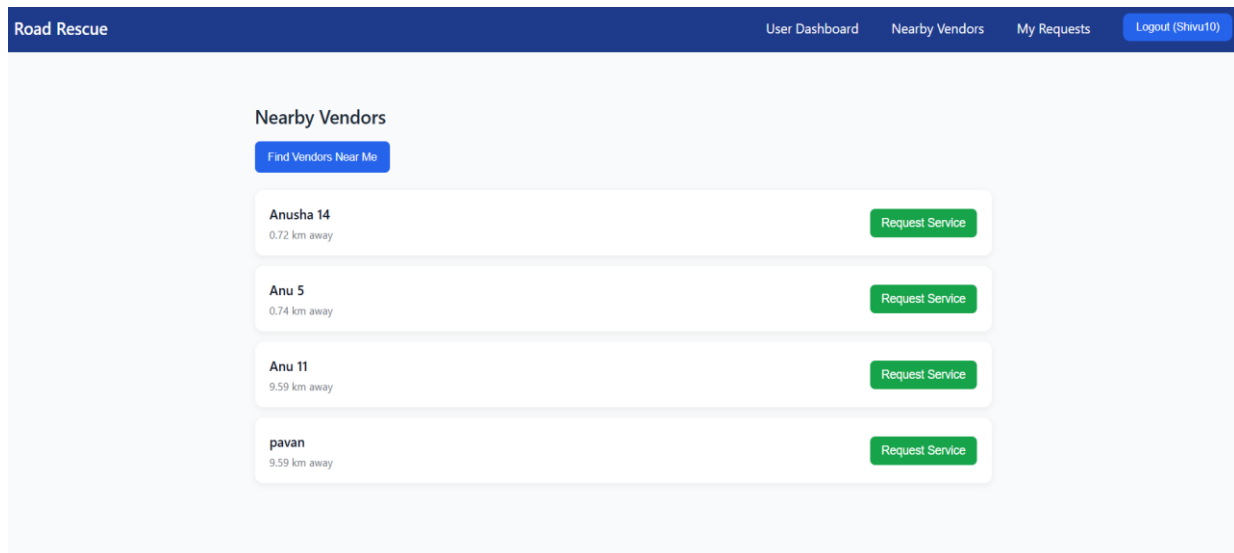 Road Rescue
User Dashboard
Nearby Vendors
My Requests
Logout (Shivu10)
Nearby Vendors
Find Vendors Near Me
Anusha 14
0.72 km away
Request Service
Anu 5
0.74 km away
Request Service
Anu 11
9.59 km away
Request Service
pavan
9.59 km away
Request Service